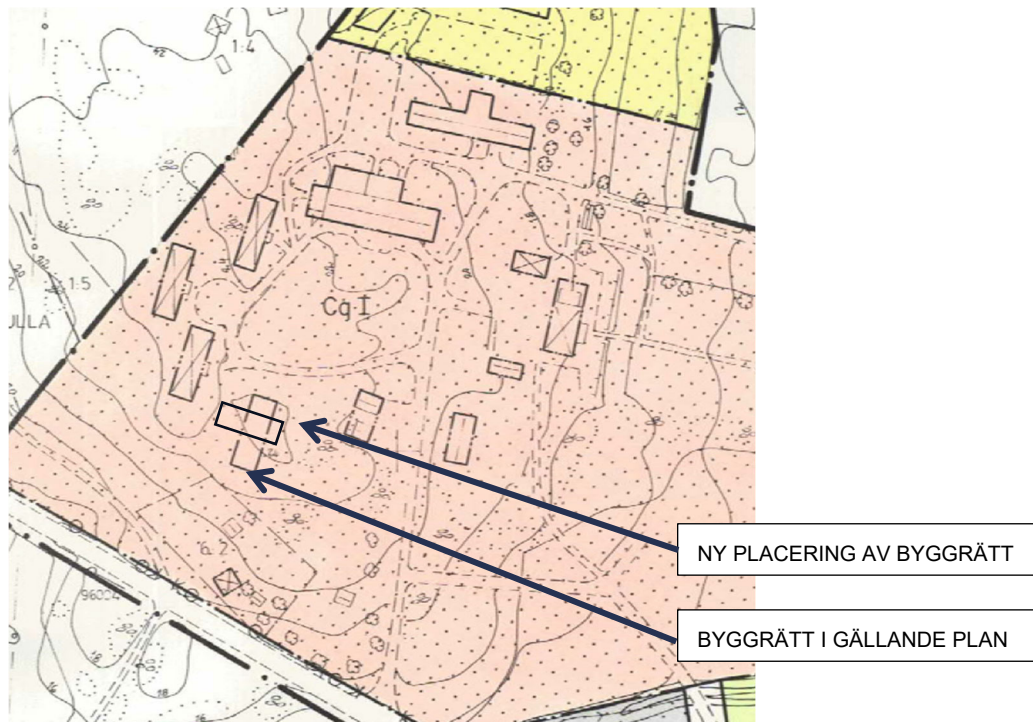 1:4
1:5
ULLA
Cq I
NY PLACERING AV BYGGRÄTT
BYGGRÄTT I GÄLLANDE PLAN